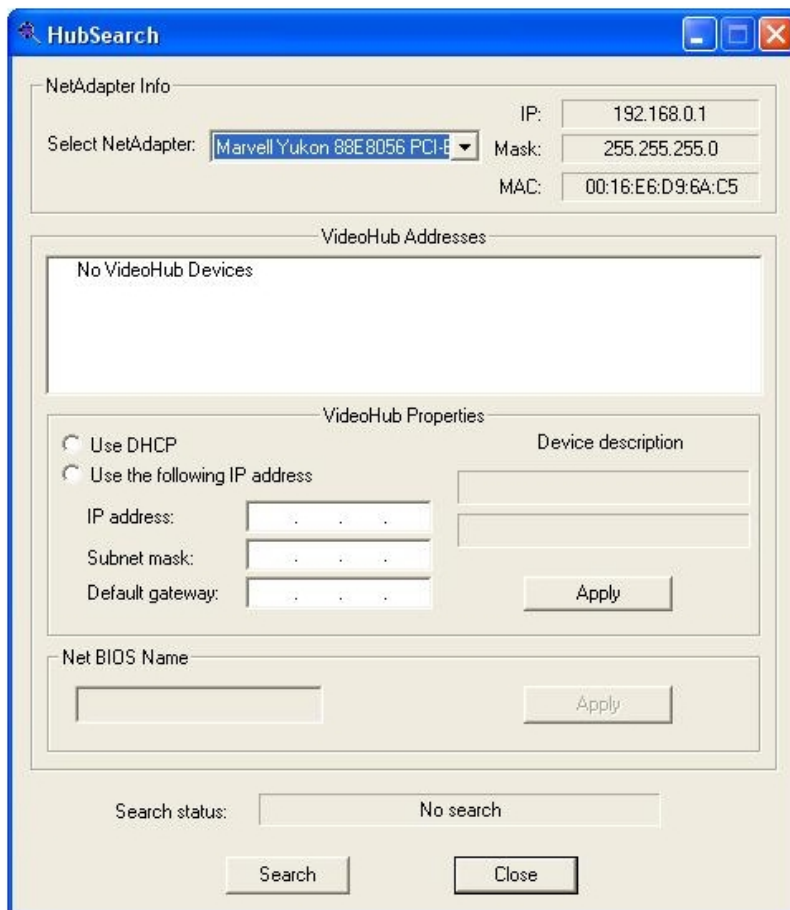 HubSearch
NetAdapter Info
Select NetAdapter: Marvell Yukon 88E8056 PCI-E
IP: 192.168.0.1
Mask: 255.255.255.0
MAC: 00:16:E6:D9:6A:C5
VideoHub Addresses
No VideoHub Devices
VideoHub Properties
Use DHCP
Use the following IP address
IP address: . . .
Subnet mask: . . .
Default gateway: . . .
Device description
Apply
Net BIOS Name
Apply
Search status: No search
Search Close